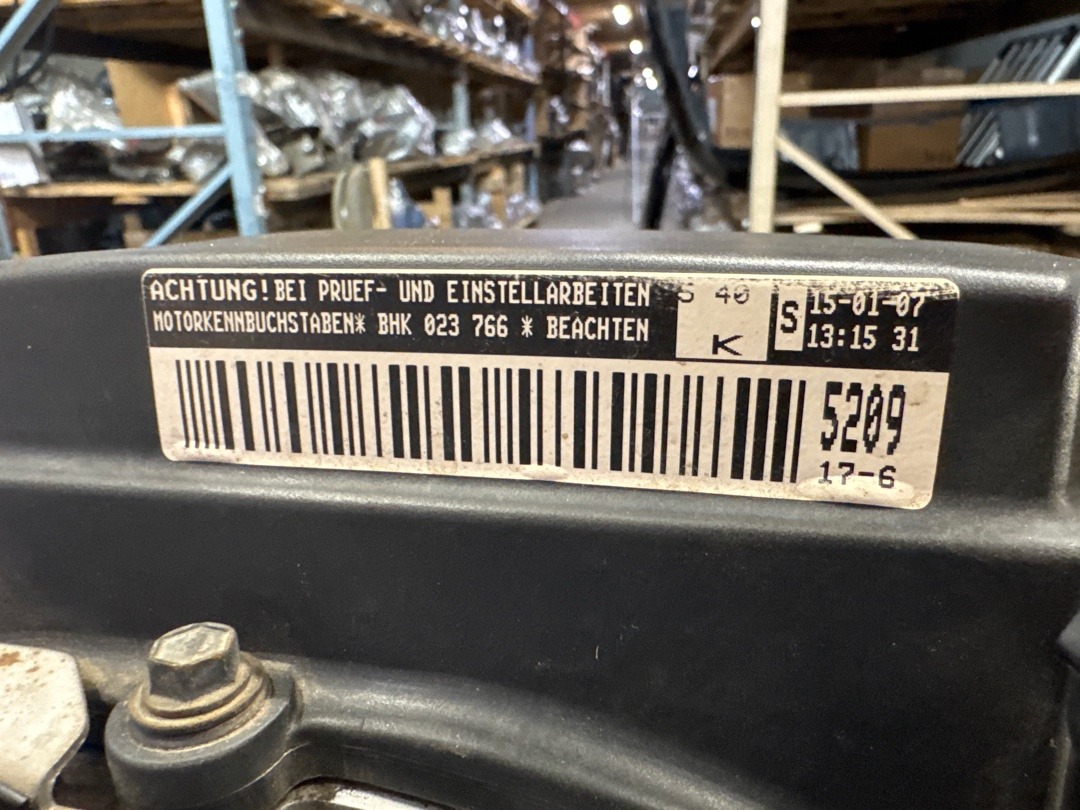 ACHTUNG! BEI PRUEF- UND EINSTELLARBEITEN
MOTORKENNBUCHSTABEN* BHK 023 766 * BEACHTEN
S 40
K
S
15-01-07
13:15 31
5209
17-6